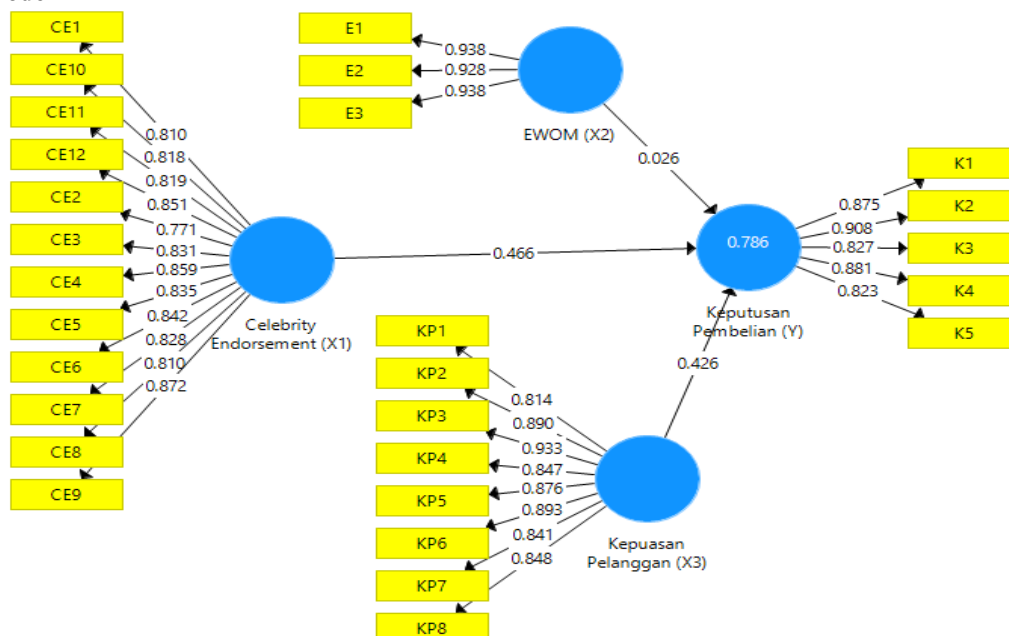 CE1
CE10
CE11
CE12
CE2
CE3
CE4
CE5
CE6
CE7
CE8
CE9
0.810
0.818
0.819
0.851
0.771
0.831
0.859
0.835
0.842
0.828
0.810
0.872
Celebrity
Endorsement (X1)
E1
E2
E3
0.938
0.928
0.938
EWOM (X2)
0.026
0.466
0.426
KP1
KP2
KP3
KP4
KP5
KP6
KP7
KP8
0.814
0.890
0.933
0.847
0.876
0.893
0.841
0.848
Kepuasan
Pelanggan (X3)
0.786
Keputusan
Pembelian (Y)
0.875
0.908
0.827
0.881
0.823
K1
K2
K3
K4
K5